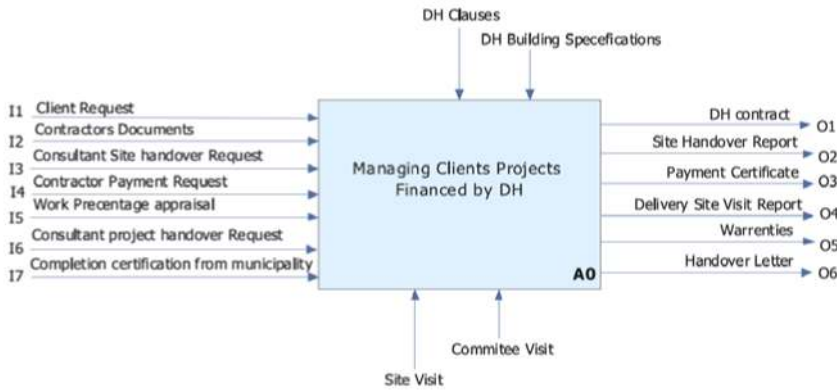 DH Clauses
DH Building Specefications
I1 Client Request
I2 Contractors Documents
I3 Consultant Site handover Request
I4 Contractor Payment Request
I5 Work Precentage appraisal
I6 Consultant project handover Request
I7 Completion certification from municipality
Managing Clients Projects
Financed by DH
A0
DH contract O1
Site Handover Report O2
Payment Certificate O3
Delivery Site Visit Report O4
Warrenties O5
Handover Letter O6
Commitee Visit
Site Visit